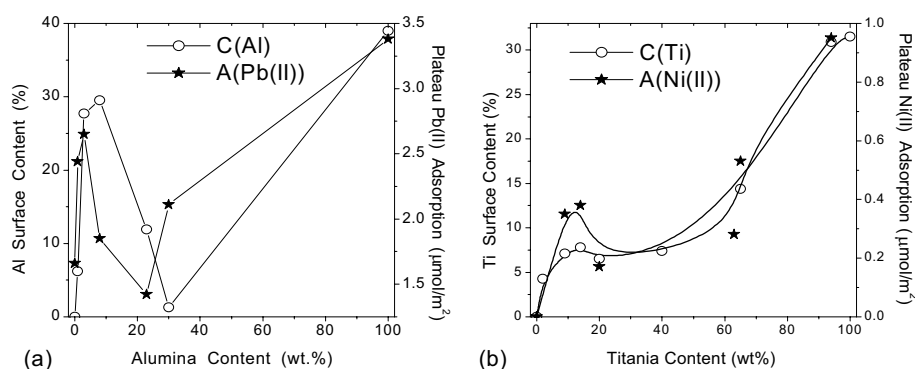 C(Al)
A(Pb(II))
Al Surface Content (%)
40
30
20
10
0
0 20 40 60 80 100
Alumina Content (wt.%)
3.5
3.0
2.5
2.0
1.5
Plateau Pb(II) Adsorption (μmol/m²)
(a)
C(Ti)
A(Ni(II))
Ti Surface Content (%)
30
25
20
15
10
5
0
0 20 40 60 80 100
Titania Content (wt%)
1.0
0.8
0.6
0.4
0.2
0.0
Plateau Ni(II) Adsorption (μmol/m²)
(b)